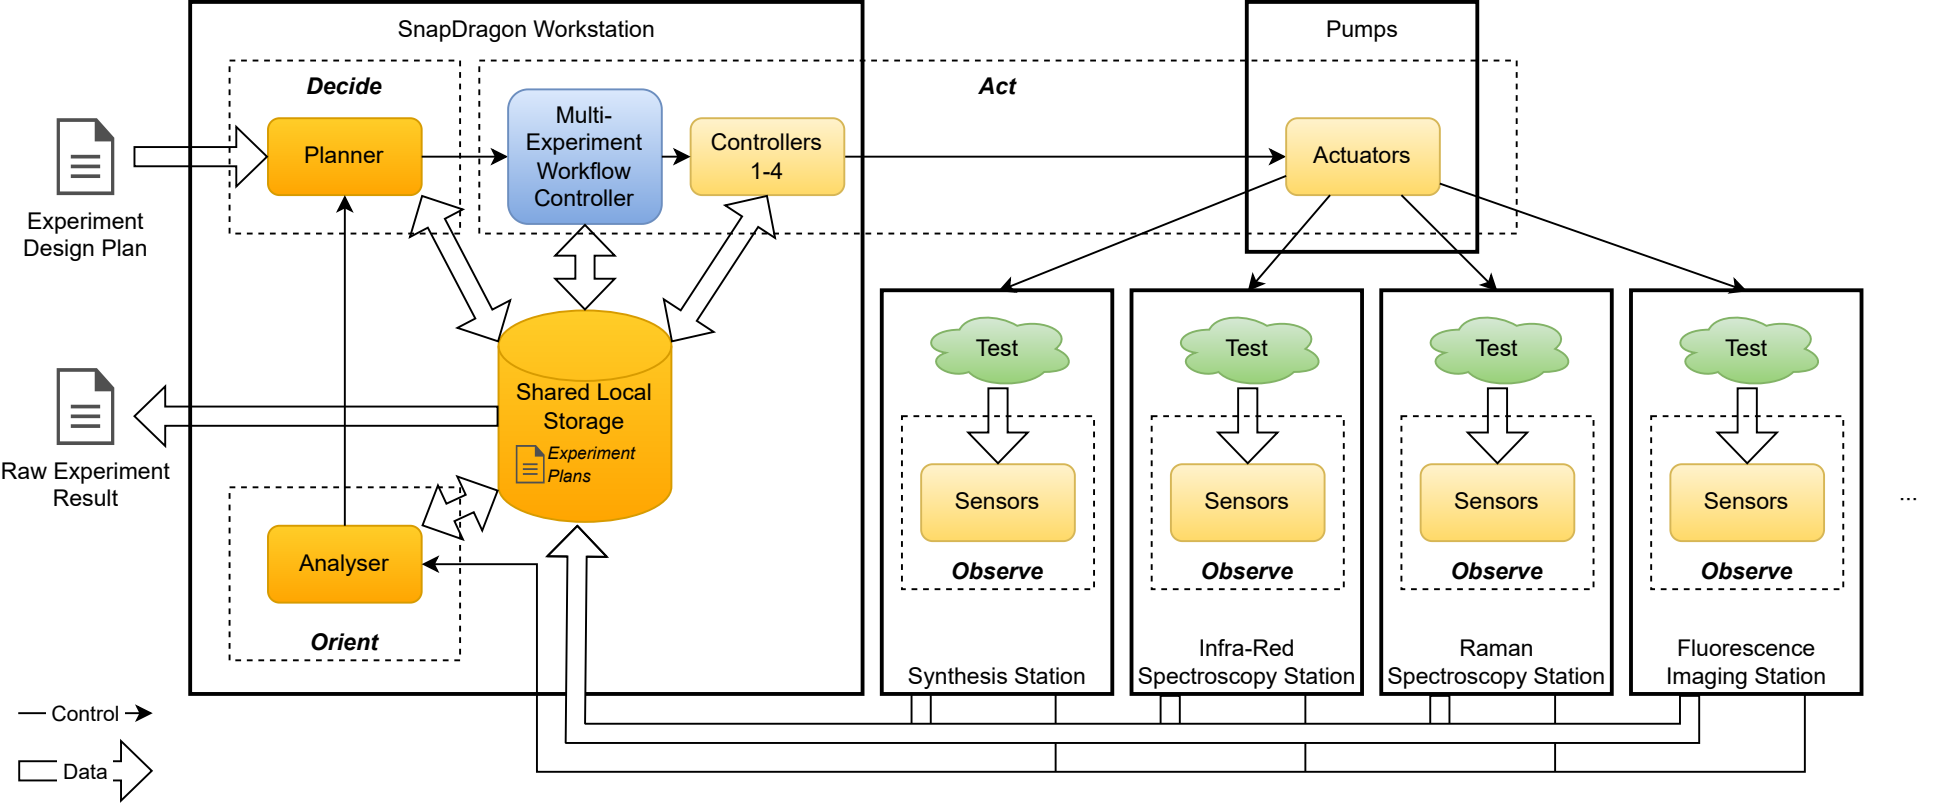 SnapDragon Workstation
Pumps
Decide
Act
Multi-
Experiment
Workflow
Controller
Controllers
1-4
Planner
Actuators
Experiment
Design Plan
Test
Test
Test
Test
Shared Local
Storage
Experiment
Plans
Raw Experiment
Result
Sensors
Sensors
Sensors
Sensors
...
Analyser
Observe
Observe
Observe
Observe
Orient
Synthesis Station
Infra-Red
Spectroscopy Station
Raman
Spectroscopy Station
Fluorescence
Imaging Station
Control
Data